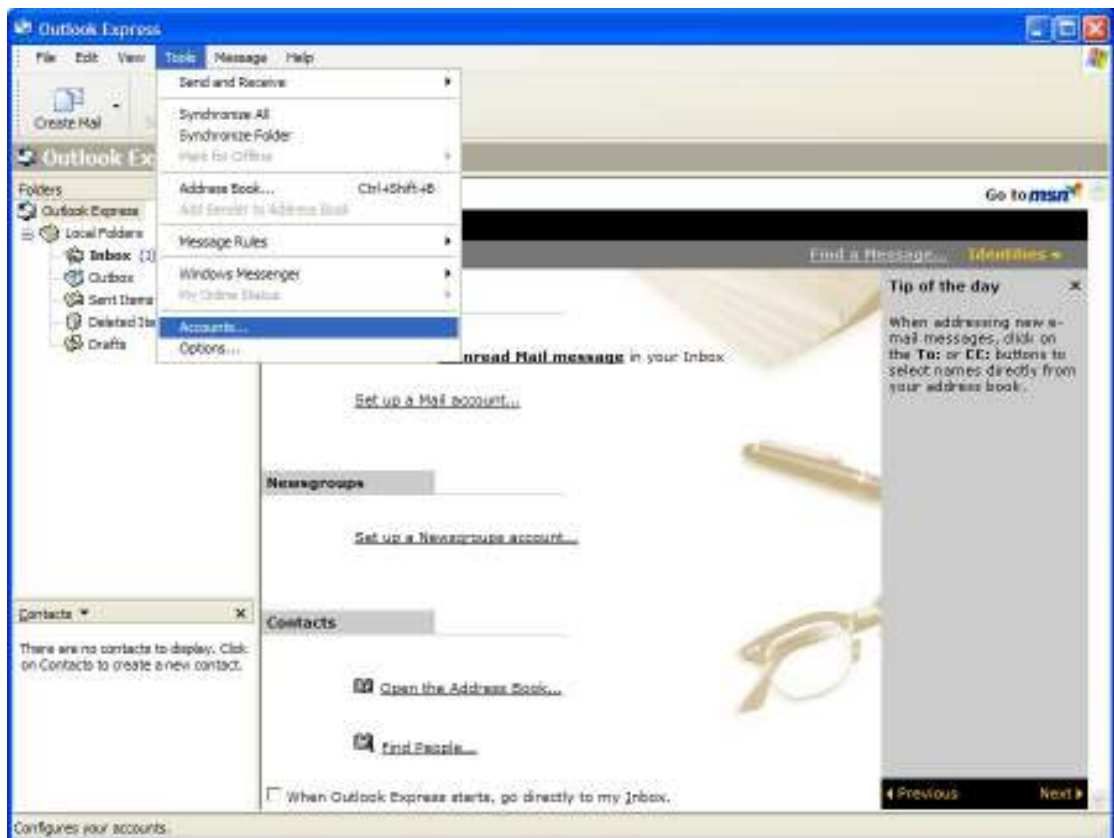 Outlook Express
File Edit View Tools Message Help
Send and Receive
Create Mail
Synchronize All
Synchronize Folder
Mark for Offline
Outlook Ex
Address Book... Ctrl+Shift+B
Add Sender to Address Book
Folders
Go to msn
Outlook Express
Local Folders
Message Rules
Inbox (1)
Find a Message... Identities
Windows Messenger
Outbox
My Online Status
Sent Items
Tip of the day
Accounts...
Deleted Ite
Options...
Drafts
When addressing new e-
mail messages, click on
the To: or CC: buttons to
select names directly from
your address book.
nread Mail message in your Inbox
Set up a Mail account...
Newsgroups
Set up a Newsgroups account...
Contacts
There are no contacts to display. Click
on Contacts to create a new contact.
Contacts
Open the Address Book...
Find People...
When Outlook Express starts, go directly to my Inbox.
Previous Next
Configures your accounts.